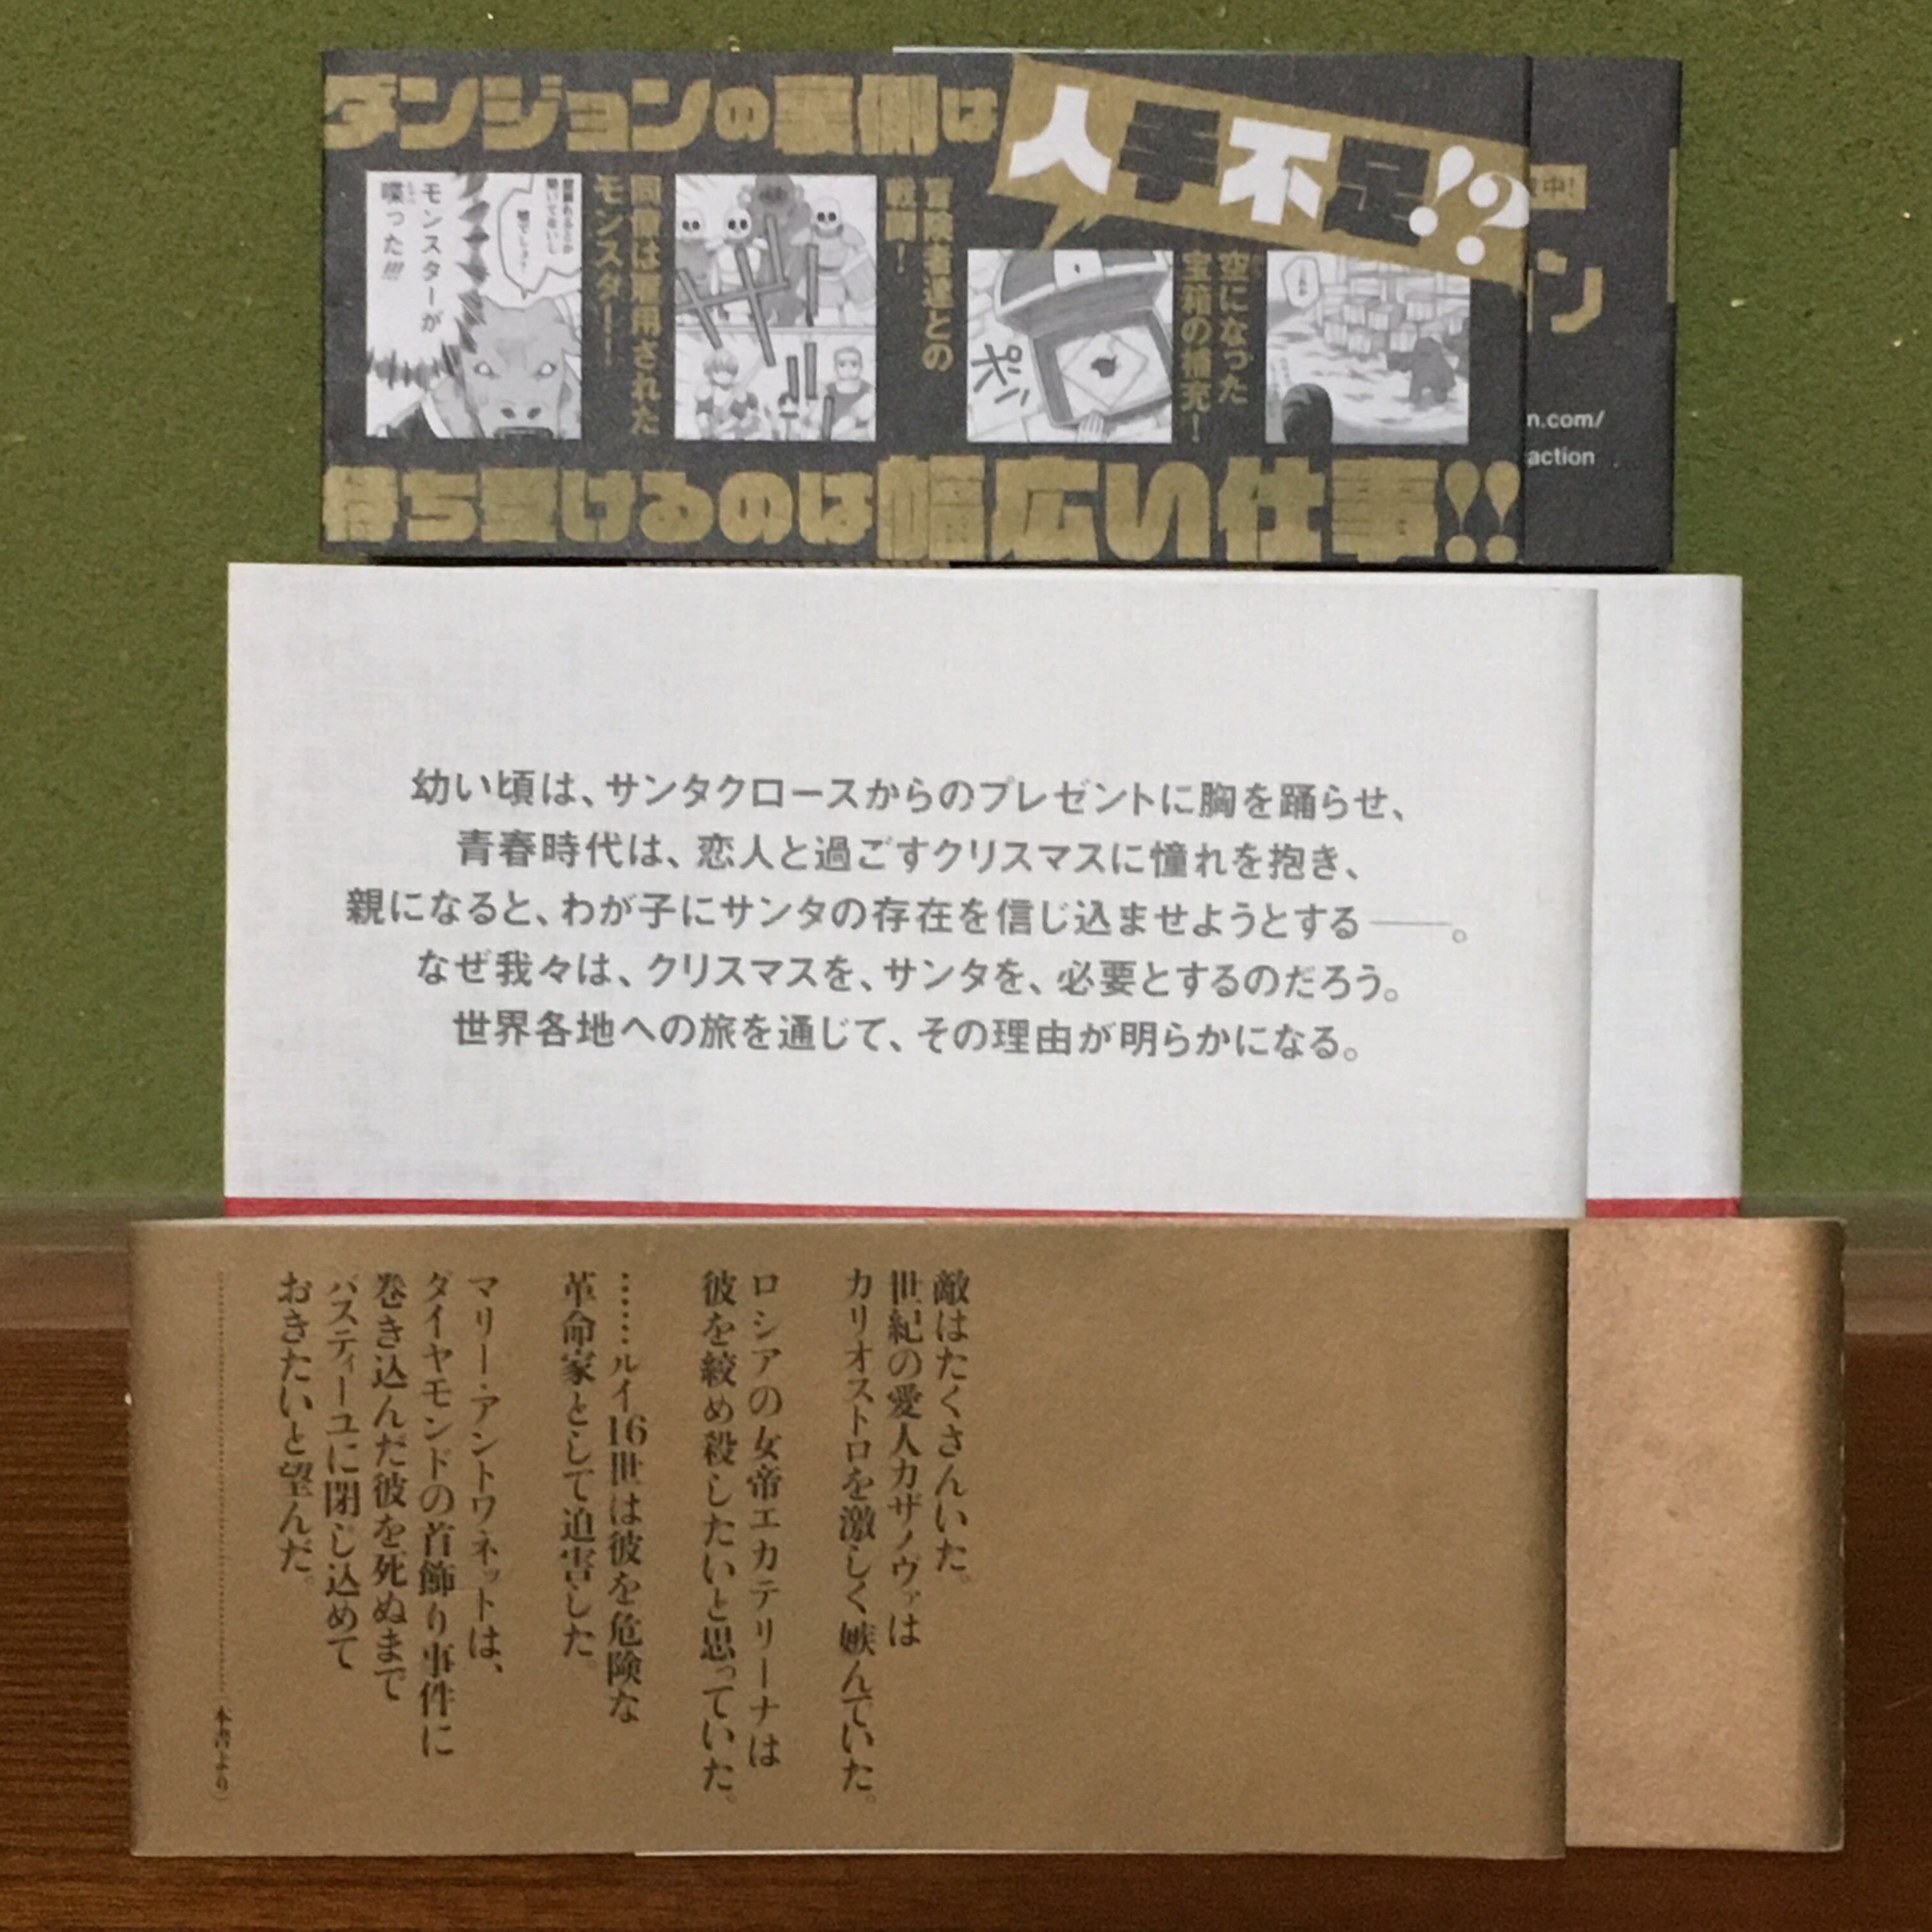 ダンジョンの裏側は
人手不足!?
空になった
宝箱の補充!
冒険者達との
戦闘!
同僚は雇用された
モンスター!
モンスターが
喋った!!!
ポン
待ち受けるのは幅広い仕事!!
中!
ン
n.com/
action
幼い頃は、サンタクロースからのプレゼントに胸を踊らせ、
青春時代は、恋人と過ごすクリスマスに憧れを抱き、
親になると、わが子にサンタの存在を信じ込ませようとする――。
なぜ我々は、クリスマスを、サンタを、必要とするのだろう。
世界各地への旅を通じて、その理由が明らかになる。
敵はたくさんいた。
世紀の愛人カザノヴァは
カリオストロを激しく嫉んでいた。
ロシアの女帝エカテリーナは
彼を絞め殺したいと思っていた。
……ルイ16世は彼を危険な
革命家として迫害した。
マリー・アントワネットは、
ダイヤモンドの首飾り事件に
巻き込んだ彼を死ぬまで
バスティーユに閉じ込めて
おきたいと望んだ。
本書より)